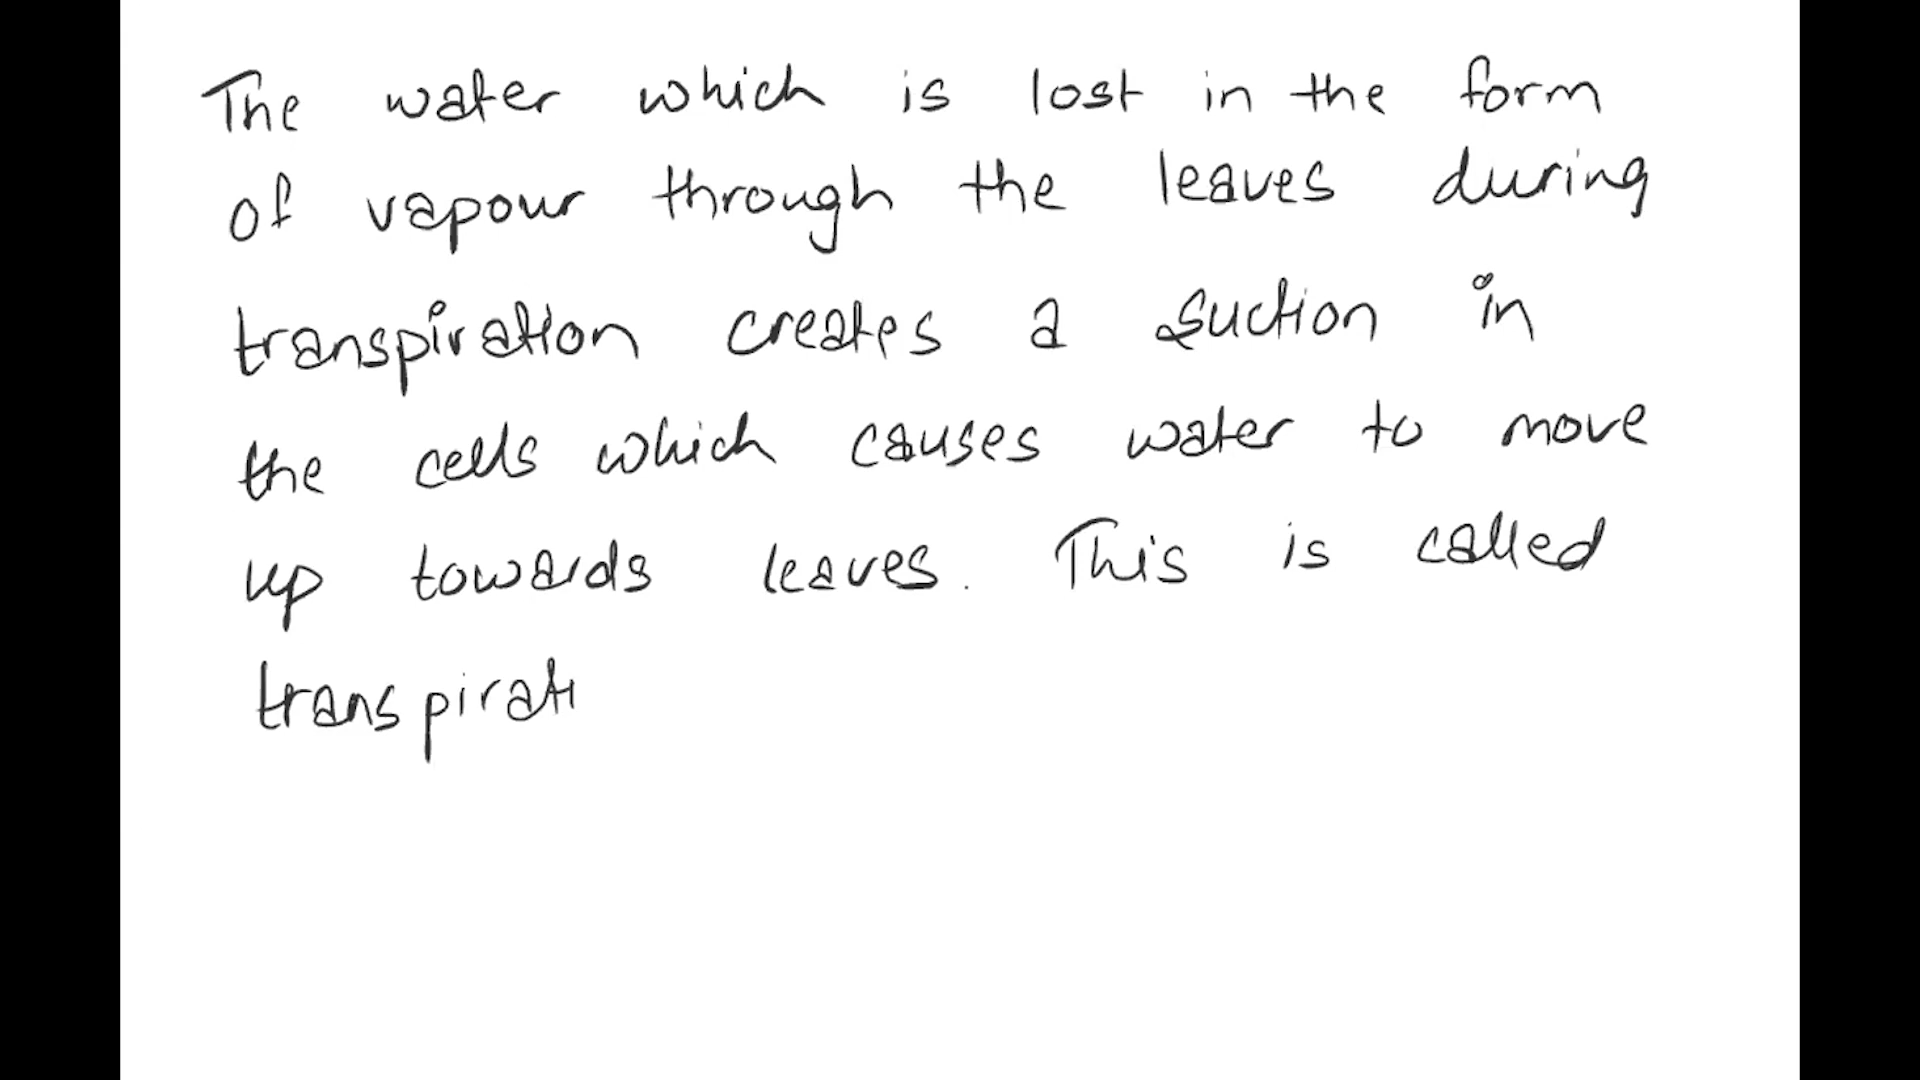 The water which is lost in the form
of vapour through the leaves during
transpiration creates a suction in
the cells which causes water to move
up towards leaves. This is called
transpirati